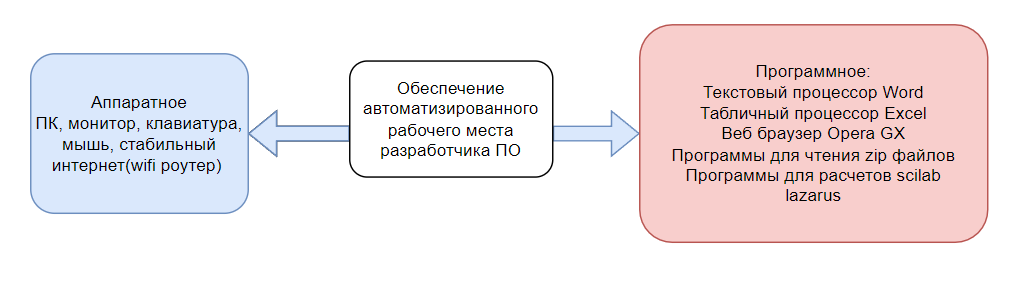 Аппаратное
ПК, монитор, клавиатура,
мышь, стабильный
интернет(wifi роутер)
Обеспечение
автоматизированного
рабочего места
разработчика ПО
Программное:
Текстовый процессор Word
Табличный процессор Excel
Веб браузер Opera GX
Программы для чтения zip файлов
Программы для расчетов scilab
lazarus